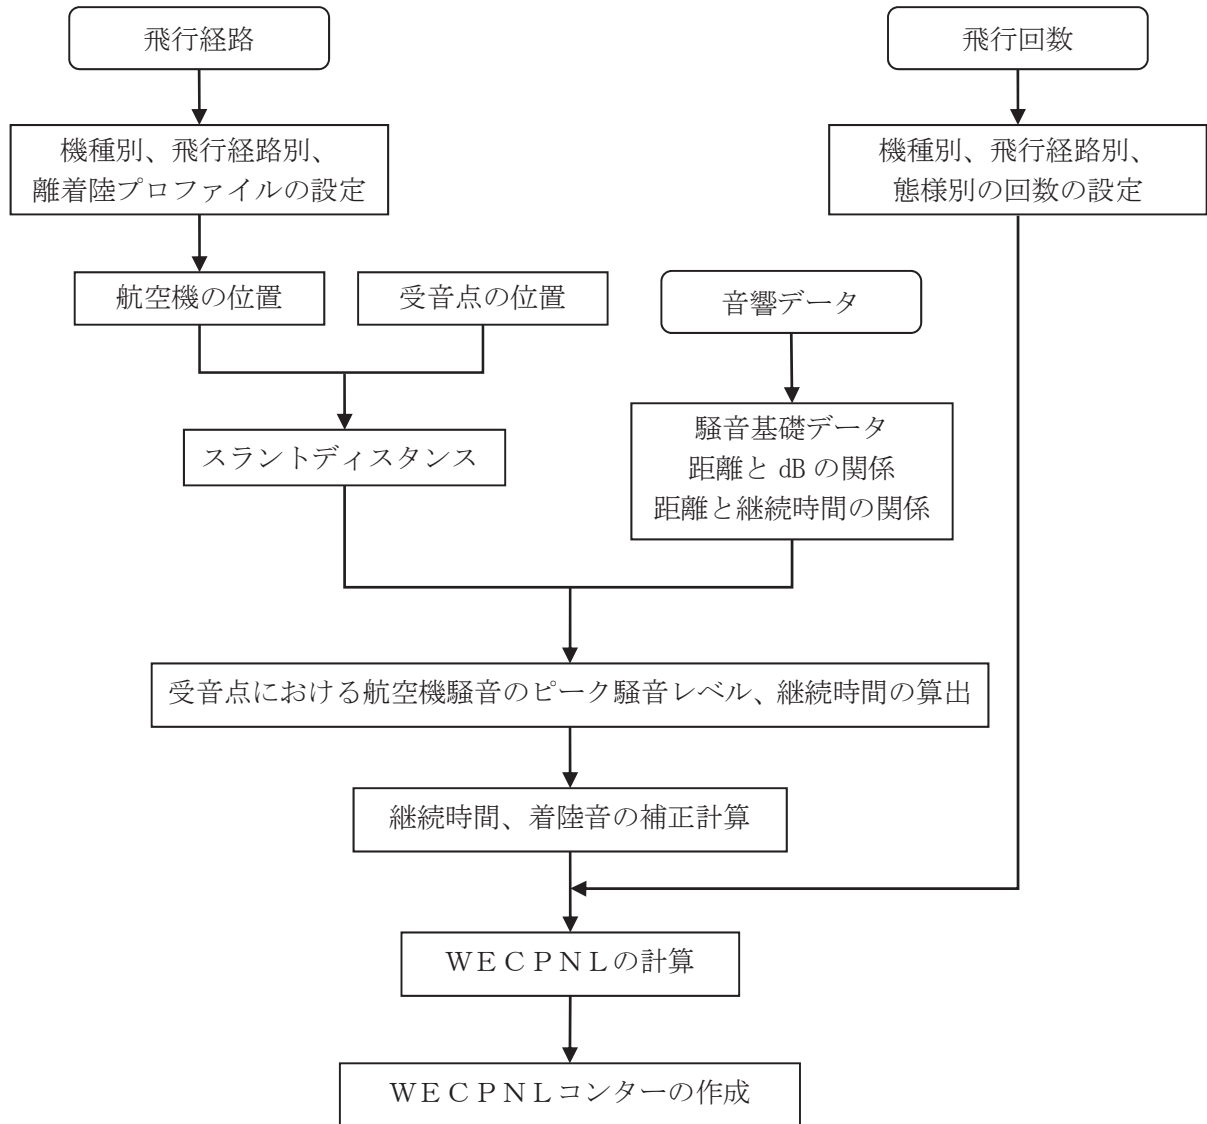 飛行経路
飛行回数
機種別、飛行経路別、
離着陸プロファイルの設定
機種別、飛行経路別、
態様別の回数の設定
航空機の位置
受音点の位置
音響データ
騒音基礎データ
距離と dB の関係
距離と継続時間の関係
スラントディスタンス
受音点における航空機騒音のピーク騒音レベル、継続時間の算出
継続時間、着陸音の補正計算
ＷＥＣＰＮＬの計算
ＷＥＣＰＮＬコンターの作成